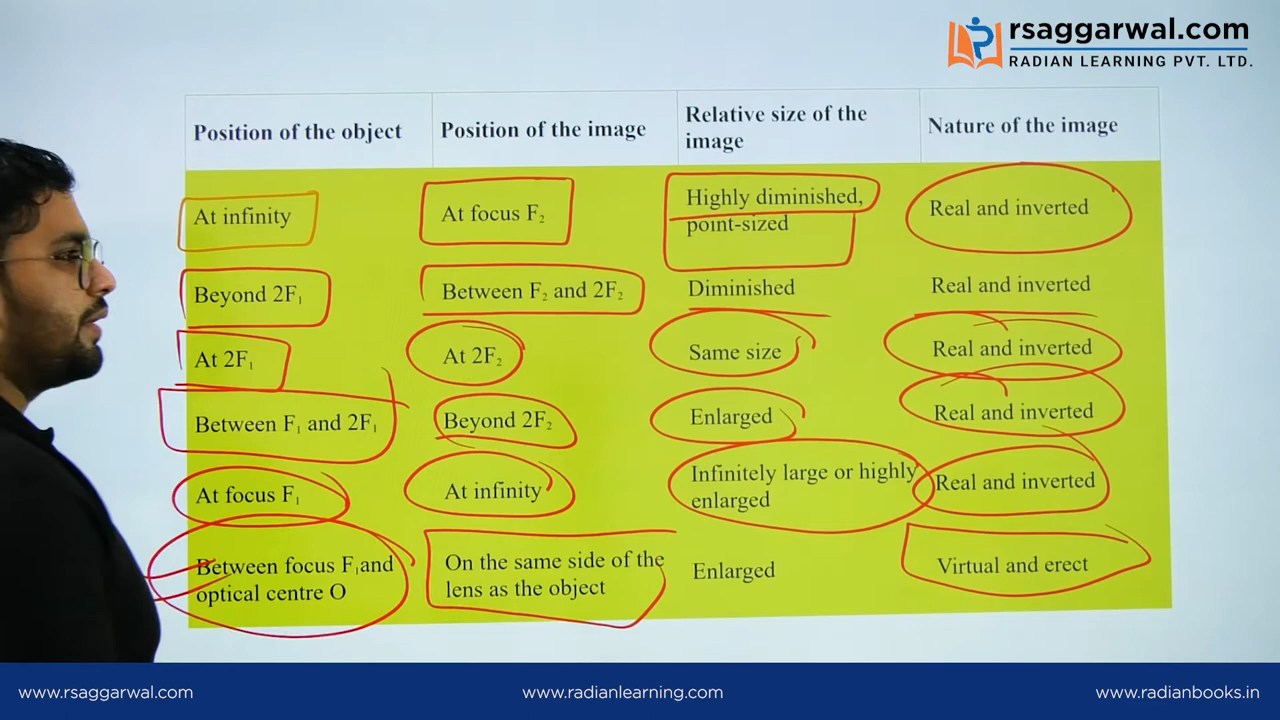 rsaggarwal.com
RADIAN LEARNING PVT. LTD.
Position of the object
Position of the image
Relative size of the
image
Nature of the image
At infinity
At focus F₂
Highly diminished,
point-sized
Real and inverted
Beyond 2F₁
Between F₂ and 2F₂
Diminished
Real and inverted
At 2F₁
At 2F₂
Same size
Real and inverted
Between F₁ and 2F₁
Beyond 2F₂
Enlarged
Real and inverted
At focus F₁
At infinity
Infinitely large or highly
enlarged
Real and inverted
Between focus F₁and
optical centre O
On the same side of the
lens as the object
Enlarged
Virtual and erect
www.rsaggarwal.com
www.radianlearning.com
www.radianbooks.in